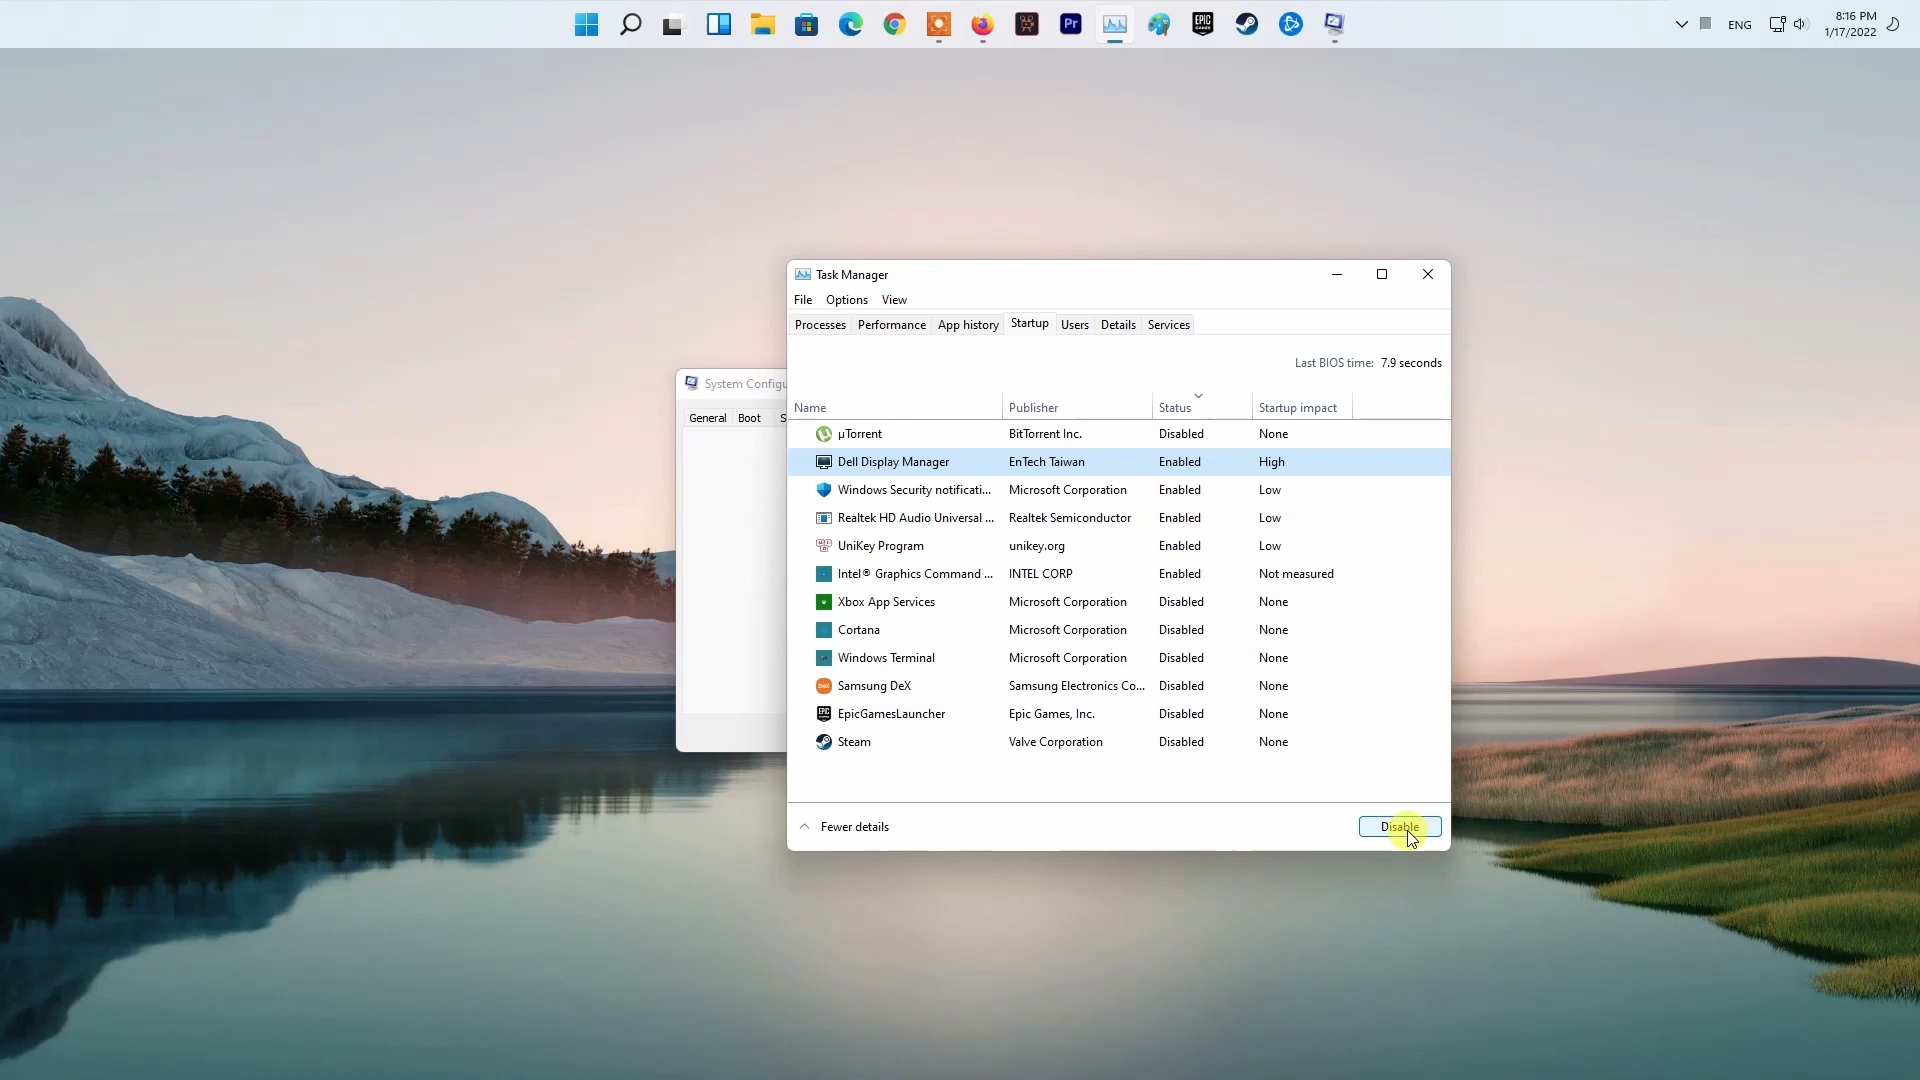 Pr
EPIC GAMES
ENG
8:16 PM
1/17/2022
Task Manager
File Options View
Processes Performance App history Startup Users Details Services
Last BIOS time: 7.9 seconds
System Configu
General Boot S
Name Publisher Status Startup impact
µTorrent BitTorrent Inc. Disabled None
Dell Display Manager EnTech Taiwan Enabled High
Windows Security notificati... Microsoft Corporation Enabled Low
Realtek HD Audio Universal ... Realtek Semiconductor Enabled Low
UniKey Program unikey.org Enabled Low
Intel® Graphics Command ... INTEL CORP Enabled Not measured
Xbox App Services Microsoft Corporation Disabled None
Cortana Microsoft Corporation Disabled None
Windows Terminal Microsoft Corporation Disabled None
Samsung DeX Samsung Electronics Co... Disabled None
EpicGamesLauncher Epic Games, Inc. Disabled None
Steam Valve Corporation Disabled None
Fewer details Disable